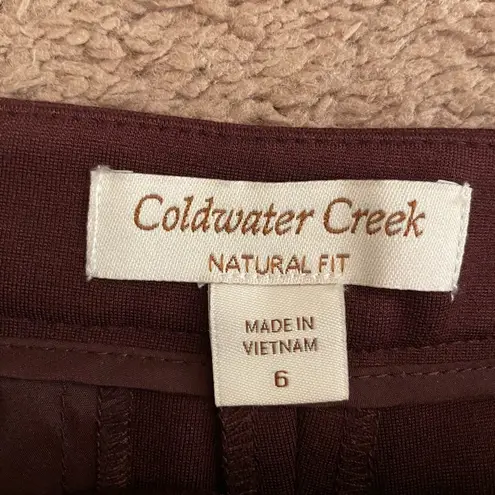 Coldwater Creek
NATURAL FIT
MADE IN
VIETNAM
6